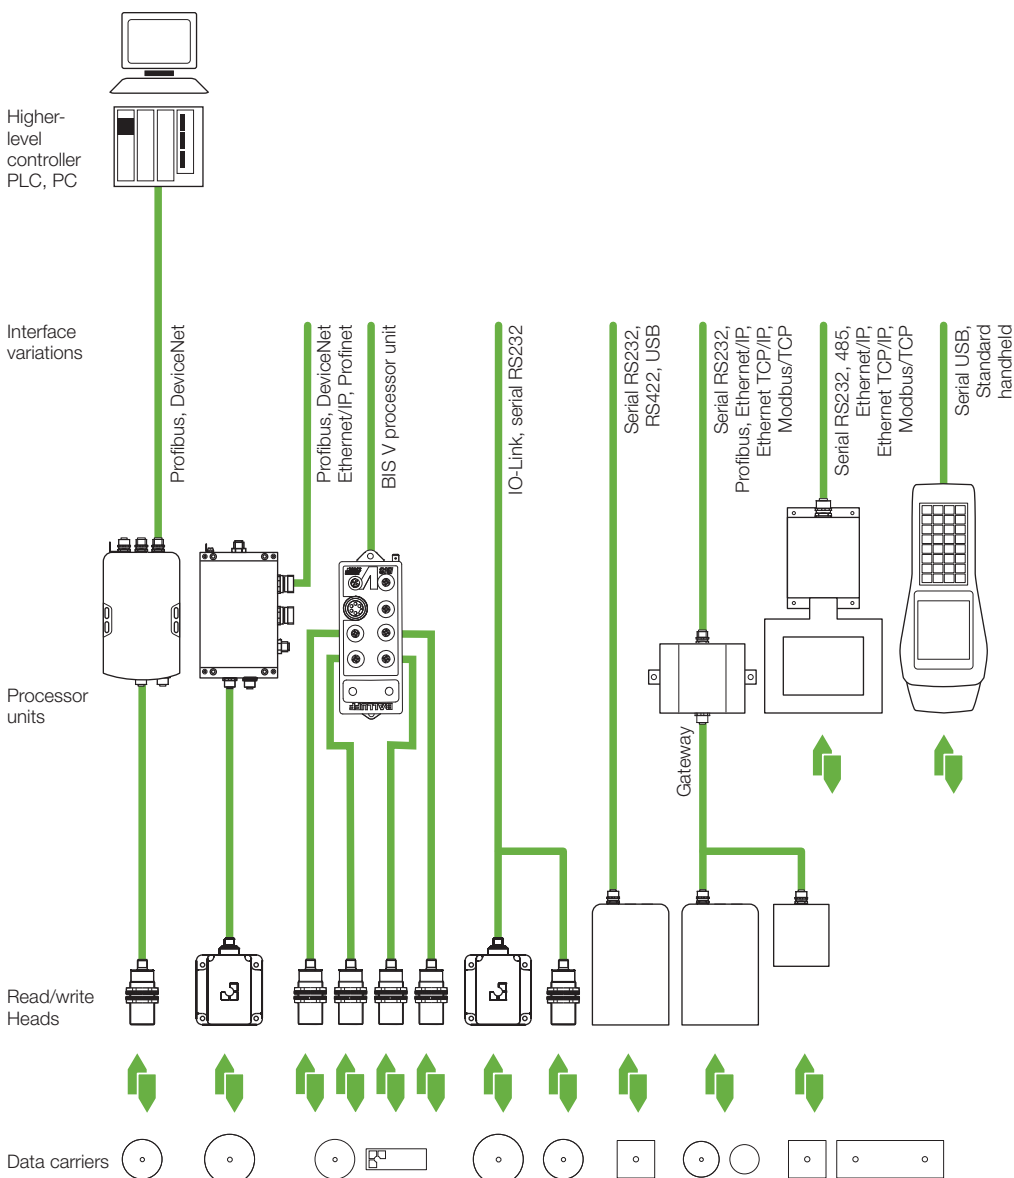 Higher-
level
controller
PLC, PC
Interface
variations
Profibus, DeviceNet
Profibus, DeviceNet
Ethernet/IP, Profinet
BIS V processor unit
IO-Link, serial RS232
Serial RS232,
RS422, USB
Serial RS232,
Profibus, Ethernet/IP,
Ethernet TCP/IP,
Modbus/TCP
Serial RS232, 485,
Ethernet/IP,
Ethernet TCP/IP,
Modbus/TCP
Serial USB,
Standard
handheld
BIS
V
BALLUFF
Processor
units
Gateway
Read/write
Heads
Data carriers